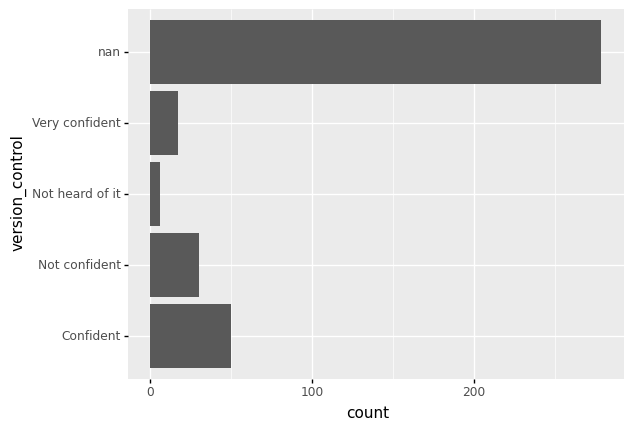 nan
Very confident
Not heard of it
Not confident
Confident
version_control
0 100 200
count